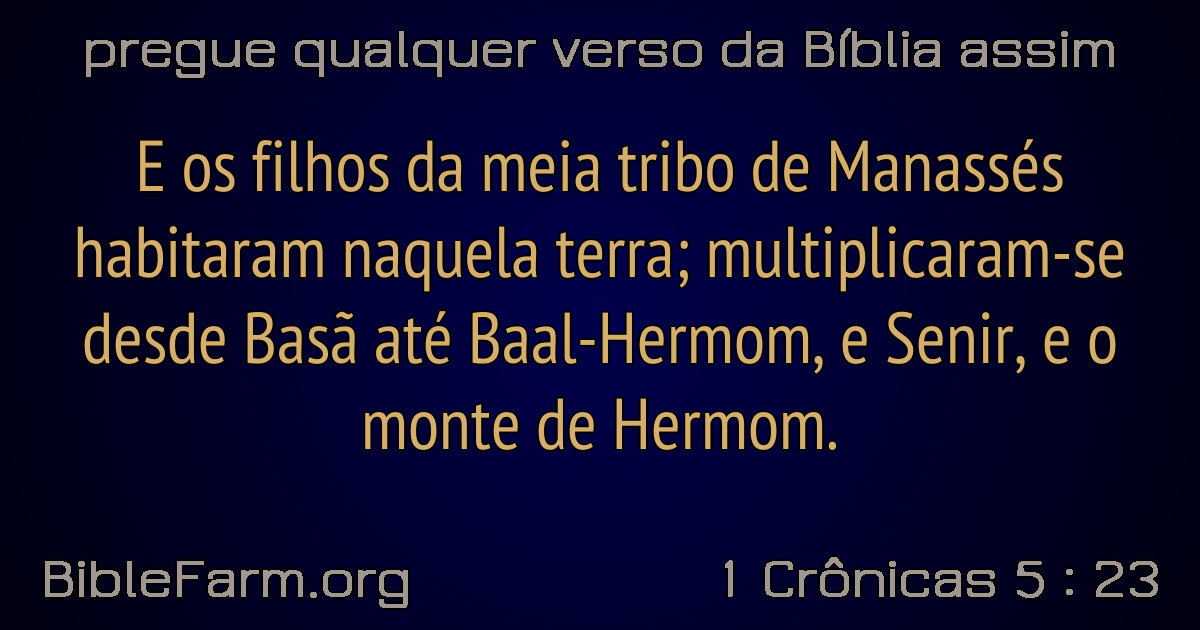 pregue qualquer verso da Bíblia assim
E os filhos da meia tribo de Manassés
habitaram naquela terra; multiplicaram-se
desde Basã até Baal-Hermom, e Senir, e o
monte de Hermom.
BibleFarm.org
1 Crônicas 5 : 23